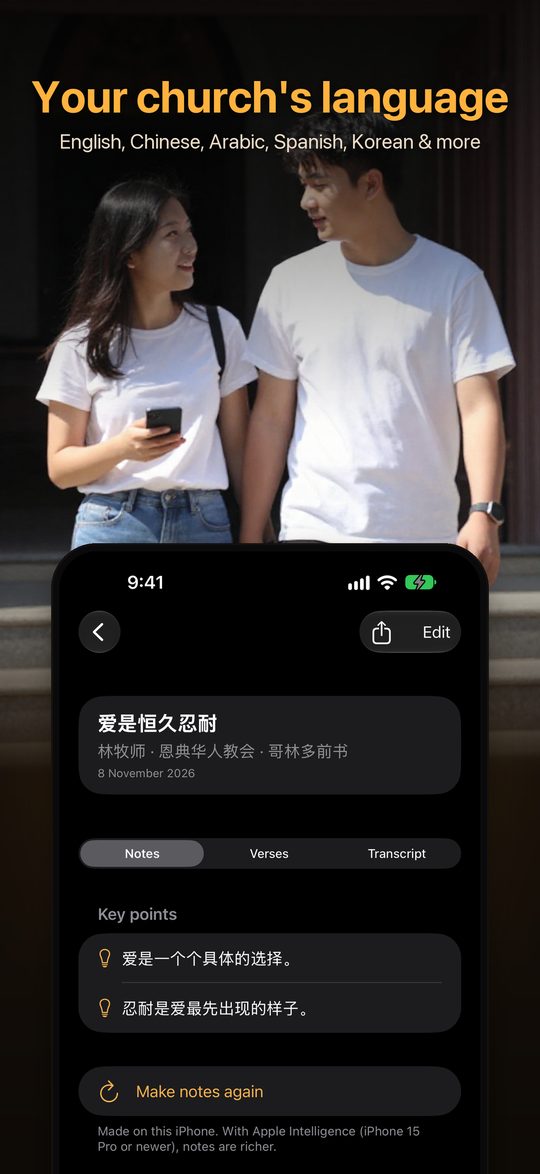 Your church's language
English, Chinese, Arabic, Spanish, Korean & more
9:41
Edit
爱是恒久忍耐
林牧师 · 恩典华人教会 · 哥林多前书
8 November 2026
Notes
Verses
Transcript
Key points
爱是一个个具体的选择。
忍耐是爱最先出现的样子。
Make notes again
Made on this iPhone. With Apple Intelligence (iPhone 15
Pro or newer), notes are richer.